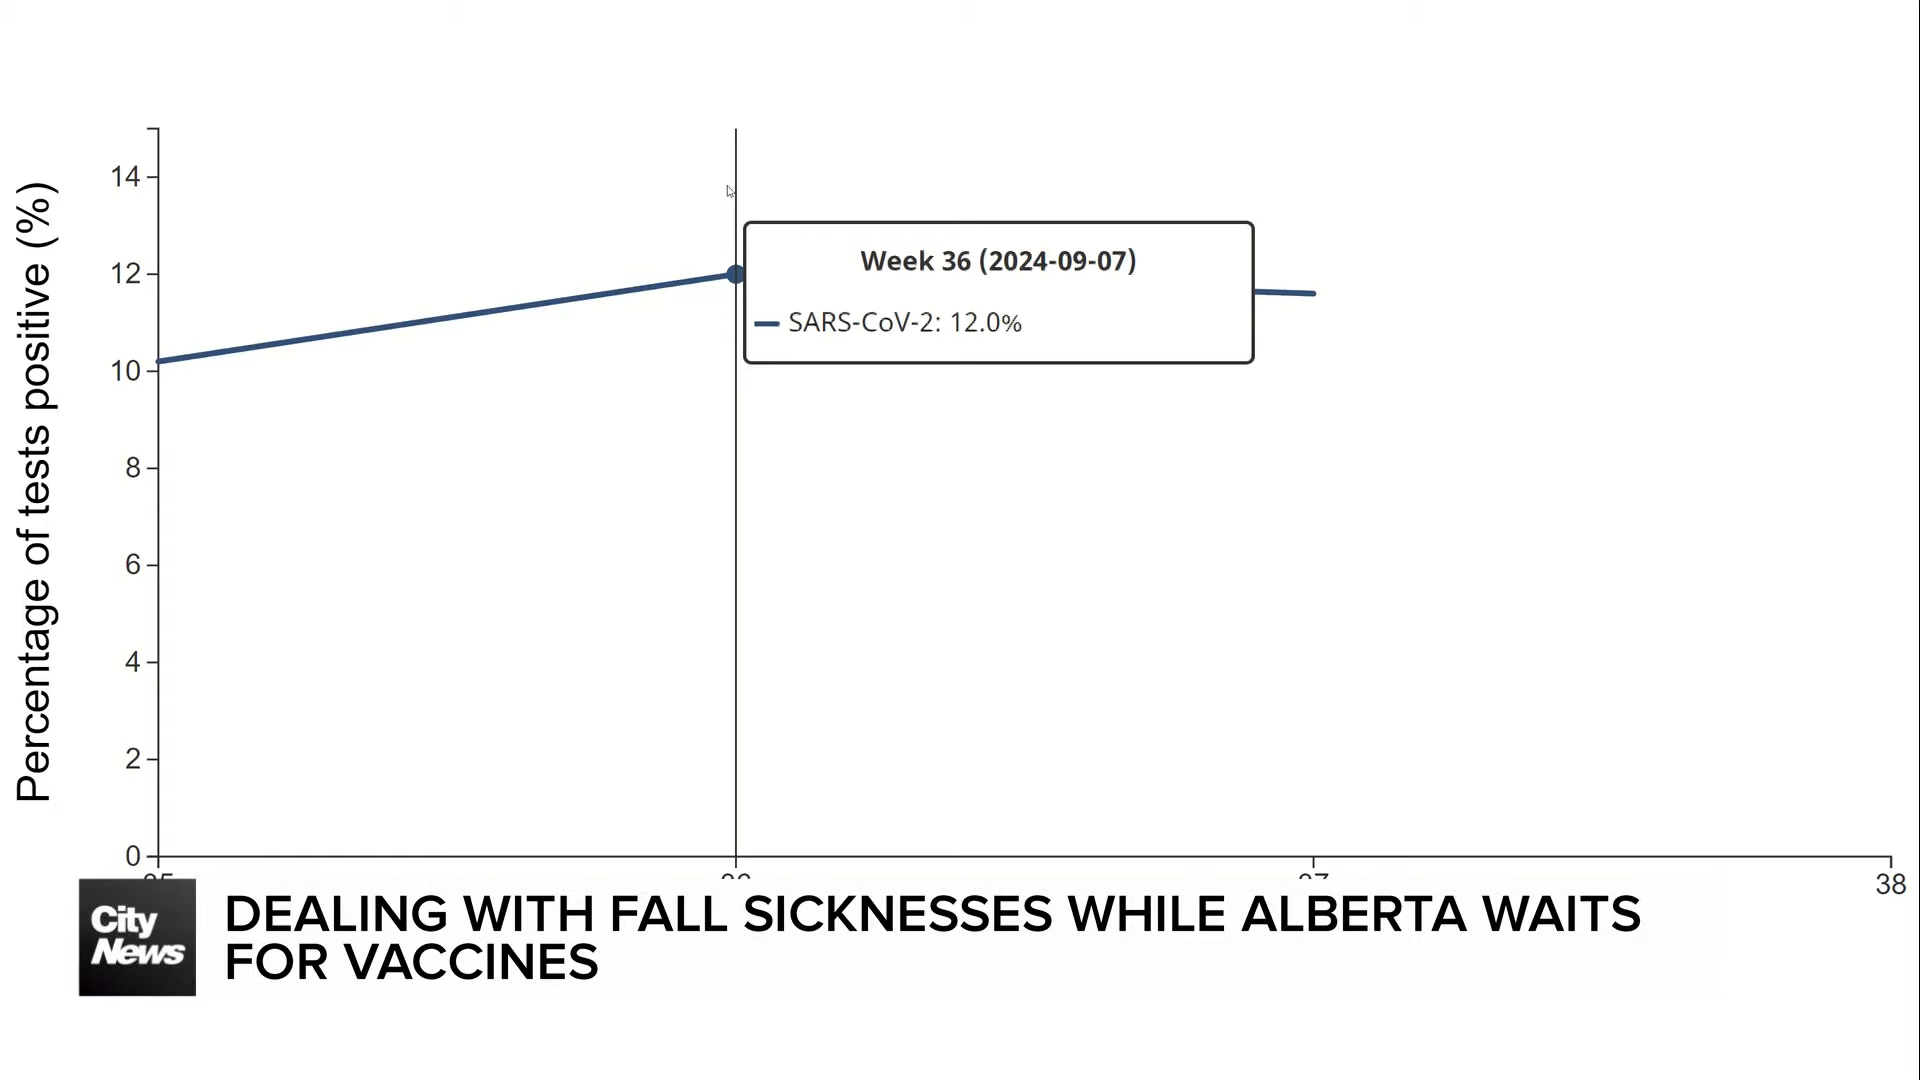 Percentage of tests positive (%)
14
12
10
8
6
4
2
0
Week 36 (2024-09-07)
SARS-CoV-2: 12.0%
38
City
News
DEALING WITH FALL SICKNESSES WHILE ALBERTA WAITS
FOR VACCINES